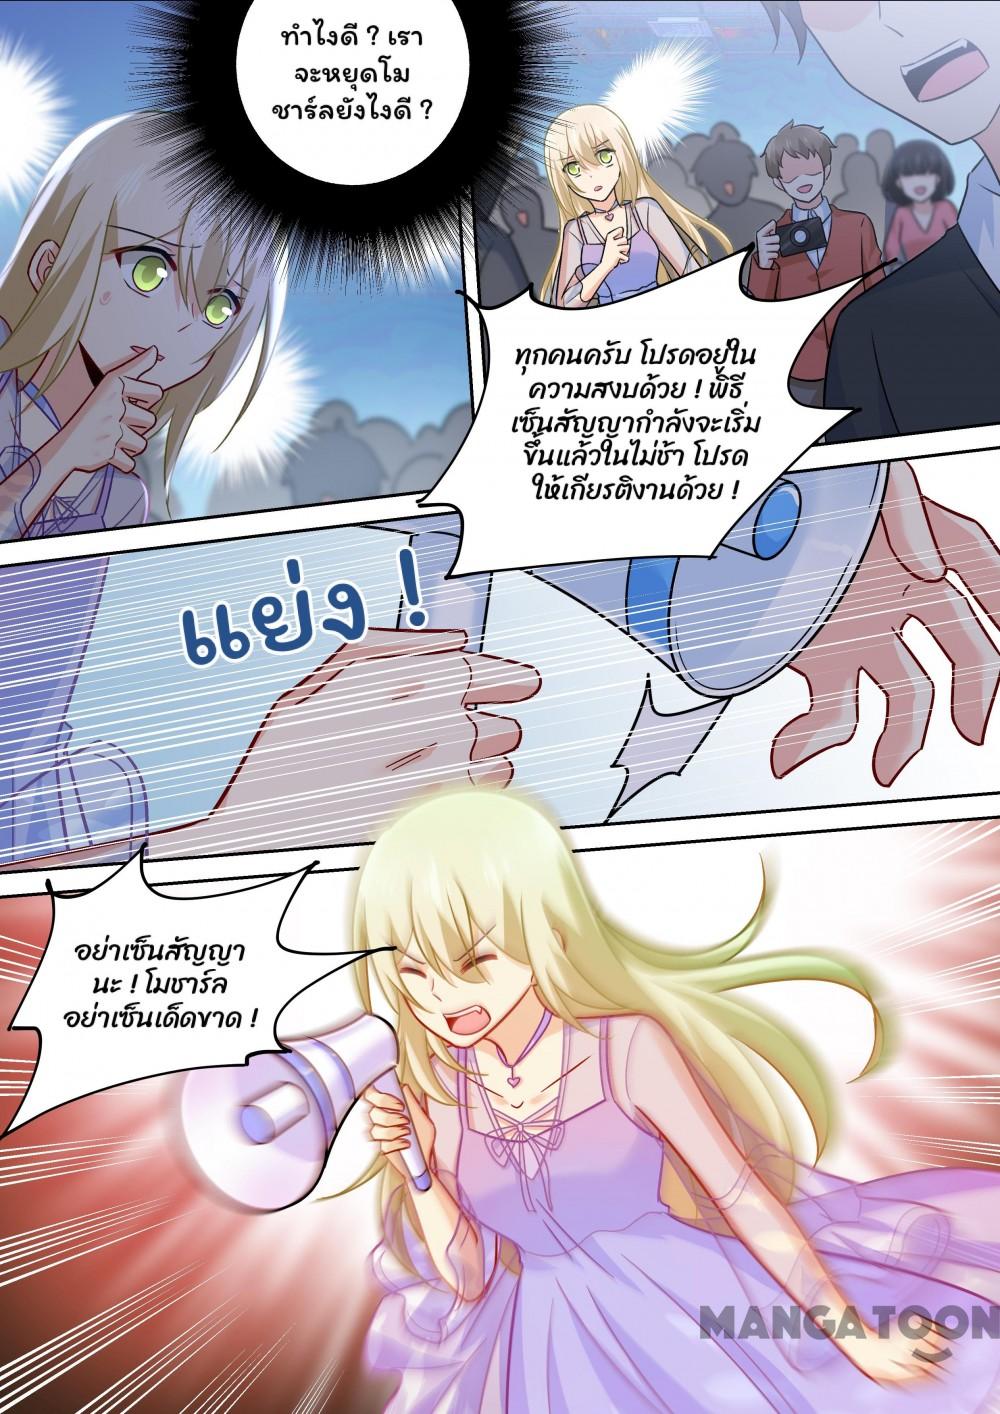 ทำไงดี ? เรา
จะหยุดโม
ชาร์ลยังไงดี ?
ทุกคนครับ โปรดอยู่ใน
ความสงบด้วย ! พิธี
เซ็นสัญญากำลังจะเริ่ม
ขึ้นแล้วในไม่ช้า โปรด
ให้เกียรติงานด้วย !
แย่ง !
อย่าเซ็นสัญญา
นะ ! โมชาร์ล
อย่าเซ็นเด็ดขาด !
MANGATOON